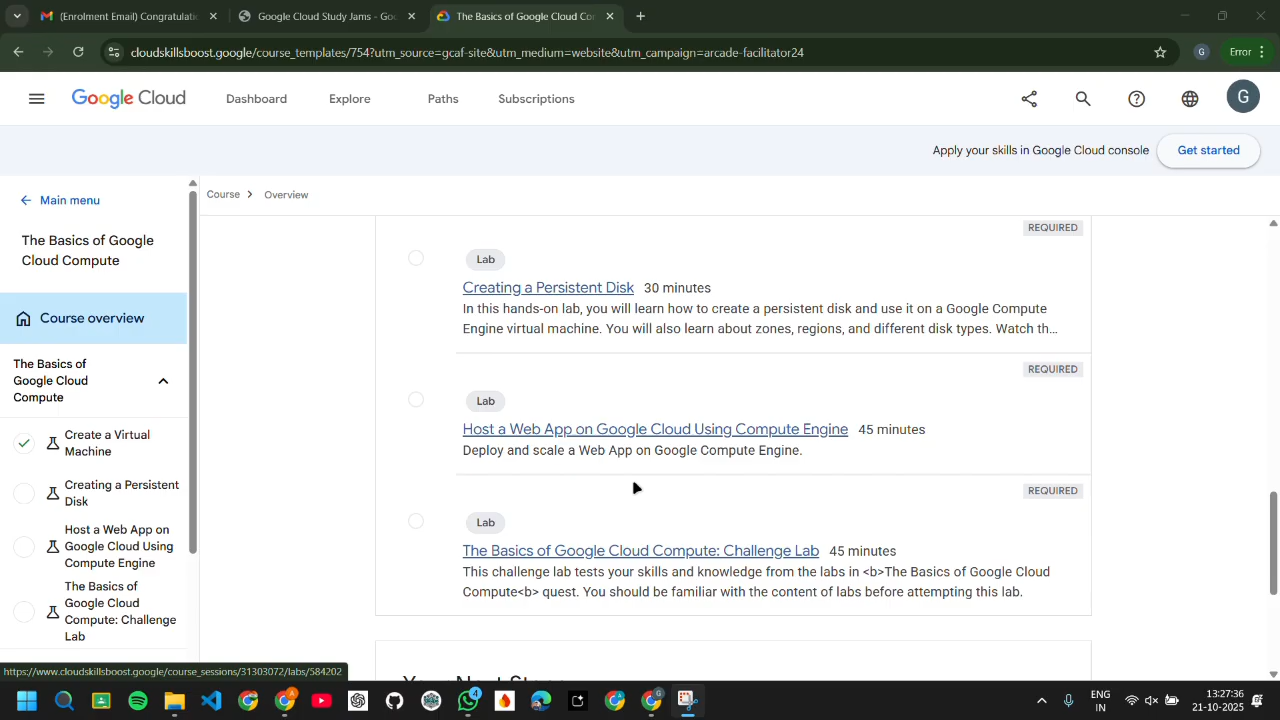 (Enrolment Email) Congratulatic
Google Cloud Study Jams - Goo
The Basics of Google Cloud Cor
cloudskillsboost.google/course_templates/754?utm_source=gcaf-site&utm_medium=website&utm_campaign=arcade-facilitator24
G
Error
Google Cloud
Dashboard
Explore
Paths
Subscriptions
G
Apply your skills in Google Cloud console
Get started
Main menu
Course
Overview
The Basics of Google
Cloud Compute
Course overview
The Basics of
Google Cloud
Compute
Create a Virtual
Machine
Creating a Persistent
Disk
Host a Web App on
Google Cloud Using
Compute Engine
The Basics of
Google Cloud
Compute: Challenge
Lab
REQUIRED
Lab
Creating a Persistent Disk 30 minutes
In this hands-on lab, you will learn how to create a persistent disk and use it on a Google Compute
Engine virtual machine. You will also learn about zones, regions, and different disk types. Watch th...
REQUIRED
Lab
Host a Web App on Google Cloud Using Compute Engine 45 minutes
Deploy and scale a Web App on Google Compute Engine.
REQUIRED
Lab
The Basics of Google Cloud Compute: Challenge Lab 45 minutes
This challenge lab tests your skills and knowledge from the labs in <b>The Basics of Google Cloud
Compute<b> quest. You should be familiar with the content of labs before attempting this lab.
https://www.cloudskillsboost.google/course_sessions/31303072/labs/584202
4
ENG
IN
13:27:36
21-10-2025